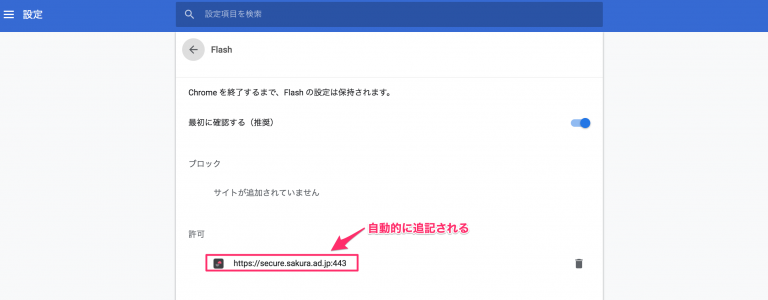 設定
設定項目を検索
Flash
Chrome を終了するまで、Flash の設定は保持されます。
最初に確認する（推奨）
ブロック
サイトが追加されていません
自動的に追記される
許可
https://secure.sakura.ad.jp:443